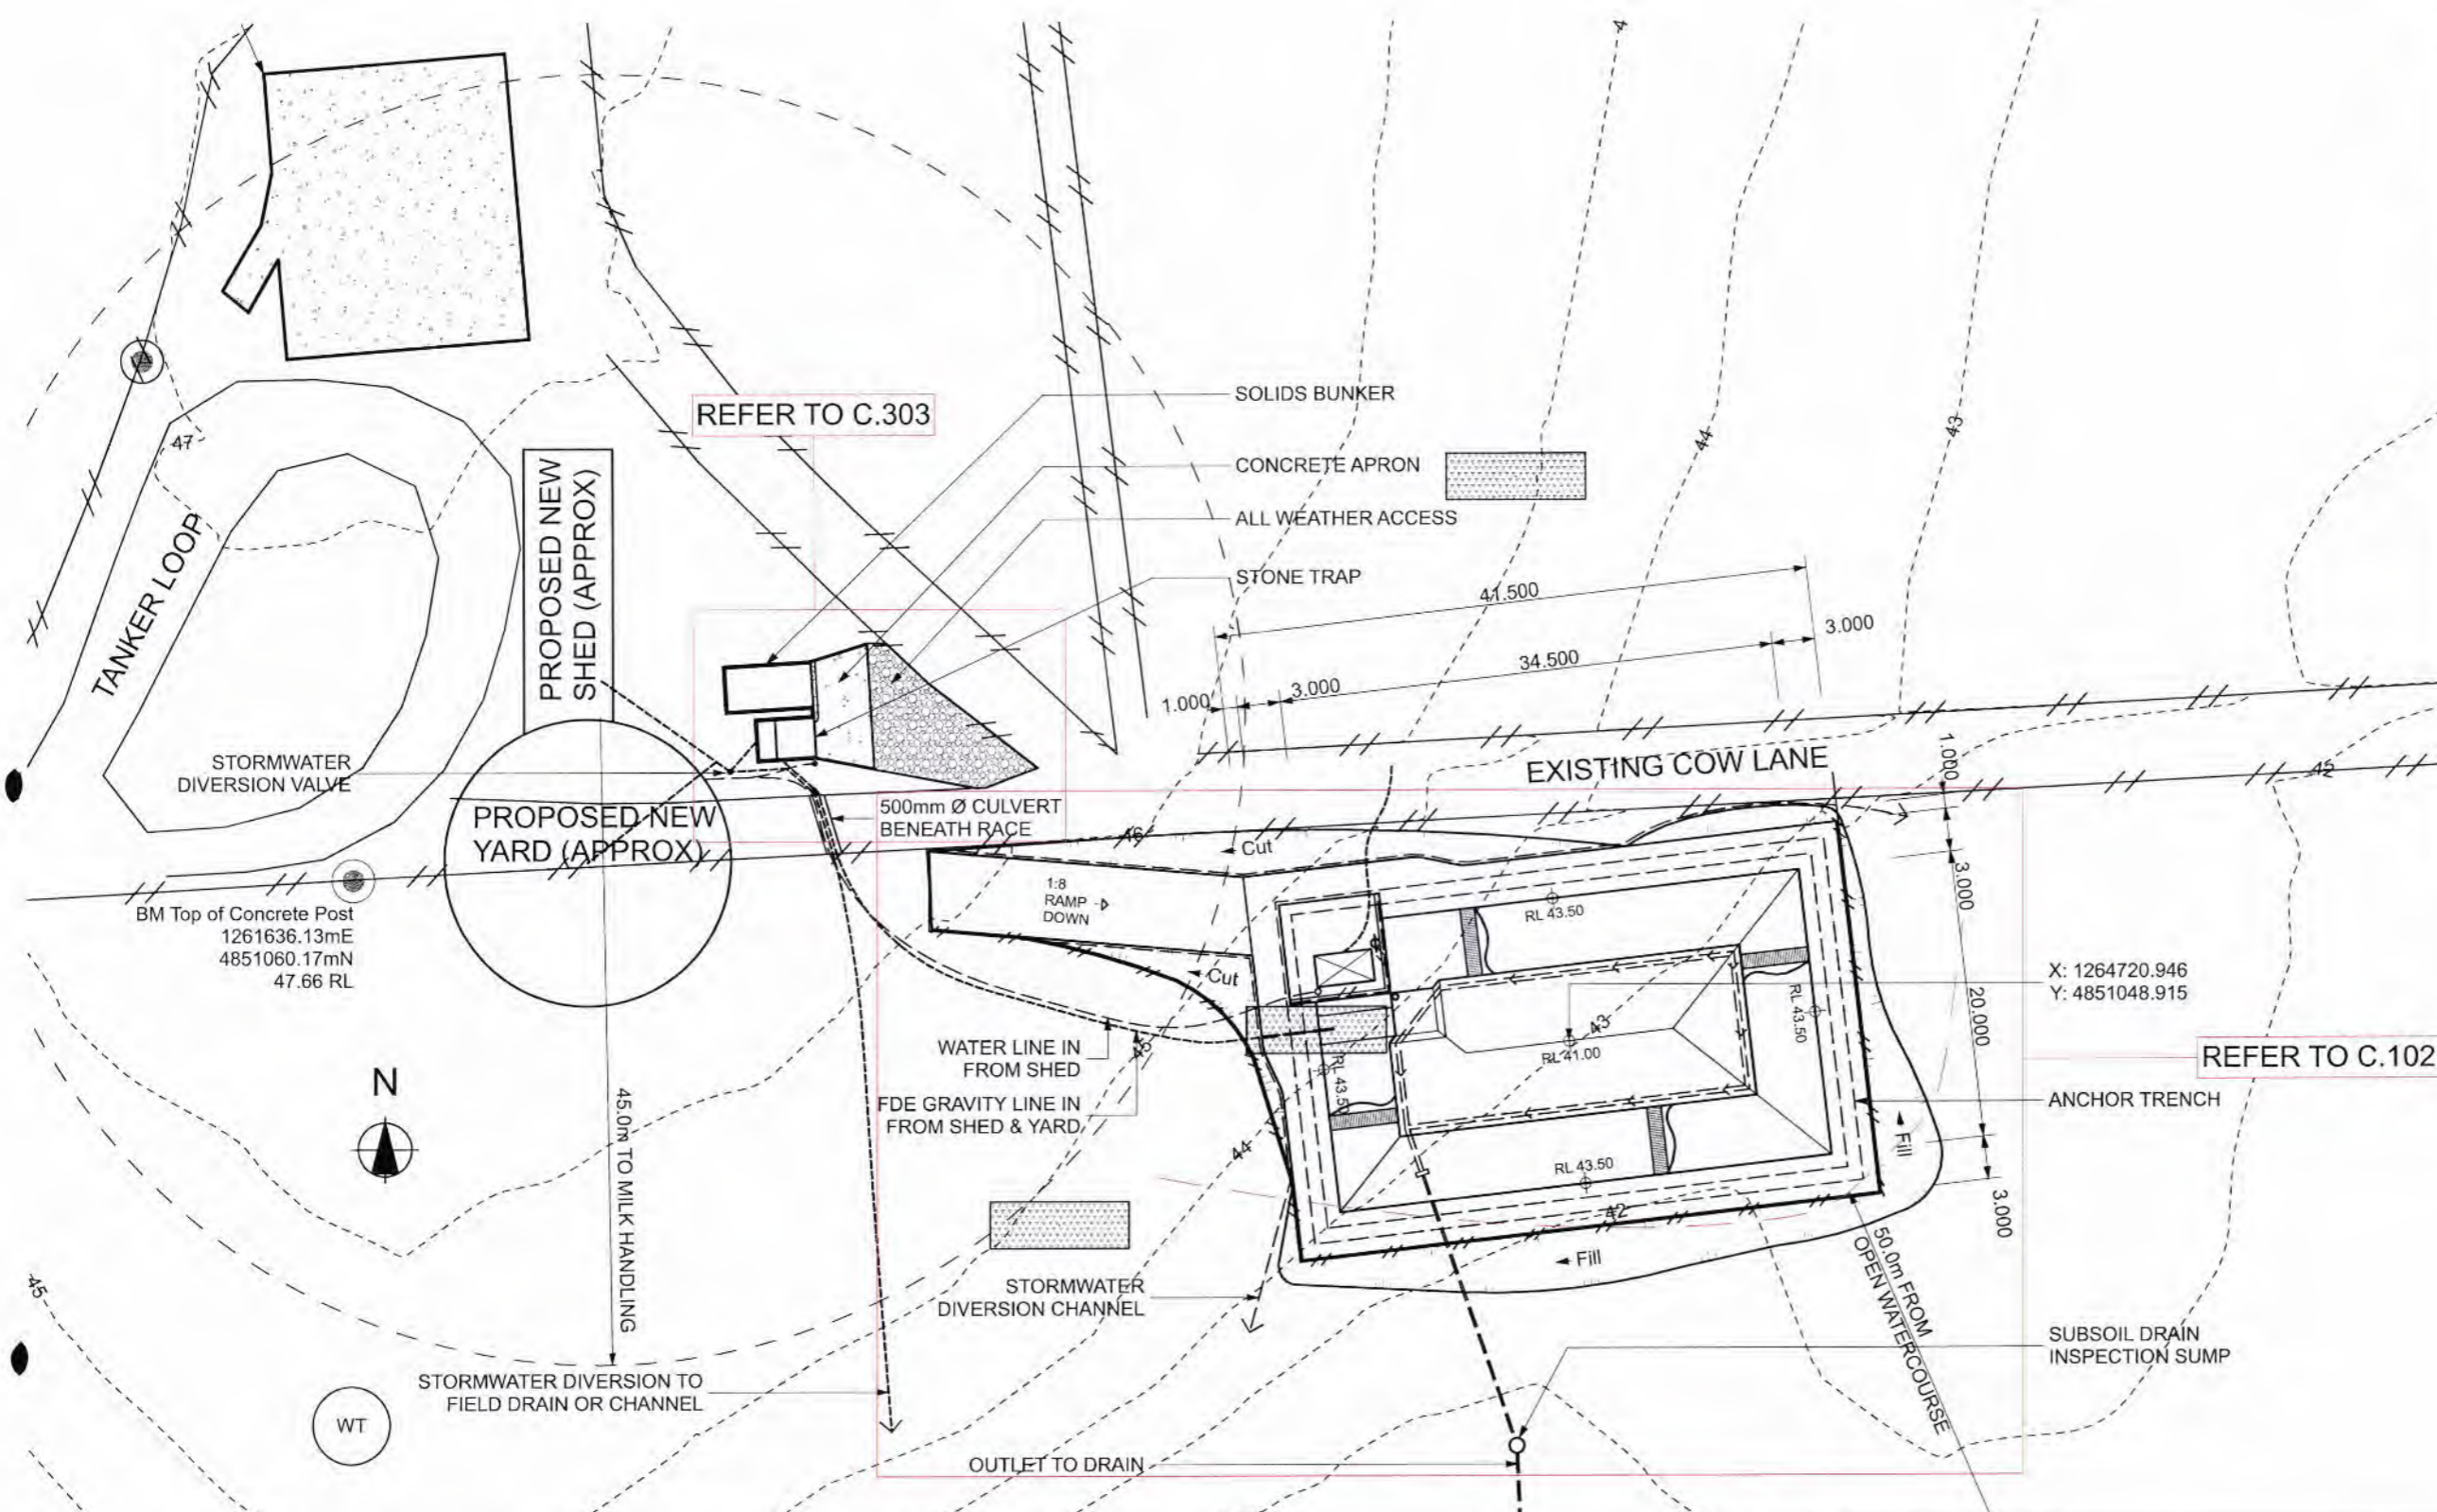 4
SOLIDS BUNKER
REFER TO C.303
CONCRETE APRON
ALL WEATHER ACCESS
STONE TRAP
47
44
43
TANKER LOOP
PROPOSED NEW
SHED (APPROX)
41.500
3.000
34.500
3.000
1.000
STORMWATER
DIVERSION VALVE
EXISTING COW LANE
1.000
45
PROPOSED NEW
YARD (APPROX)
500mm Ø CULVERT
BENEATH RACE
46
Cut
1:8
RAMP
DOWN
3.000
BM Top of Concrete Post
1261636.13mE
4851060.17mN
47.66 RL
RL 43.50
Cut
X: 1264720.946
Y: 4851048.915
RL 43.50
20.000
43
RL 41.00
WATER LINE IN
FROM SHED
45
RL 43.50
REFER TO C.102
N
FDE GRAVITY LINE IN
FROM SHED & YARD
ANCHOR TRENCH
44
Fill
45.0m TO MILK HANDLING
RL 43.50
3.000
42
Fill
50.0m FROM
OPEN WATERCOURSE
45
STORMWATER
DIVERSION CHANNEL
SUBSOIL DRAIN
INSPECTION SUMP
STORMWATER DIVERSION TO
FIELD DRAIN OR CHANNEL
WT
OUTLET TO DRAIN